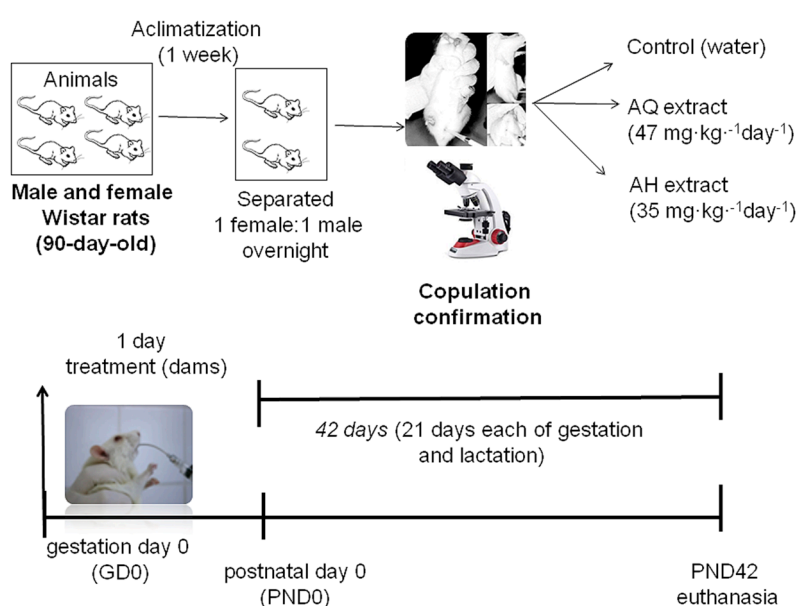 Aclimatization
(1 week)
Animals
Male and female
Wistar rats
(90-day-old)
Separated
1 female:1 male
overnight
Copulation
confirmation
Control (water)
AQ extract
(47 mg·kg·⁻¹day⁻¹)
AH extract
(35 mg·kg·⁻¹day⁻¹)
1 day
treatment (dams)
42 days (21 days each of gestation
and lactation)
gestation day 0
(GD0)
postnatal day 0
(PND0)
PND42
euthanasia